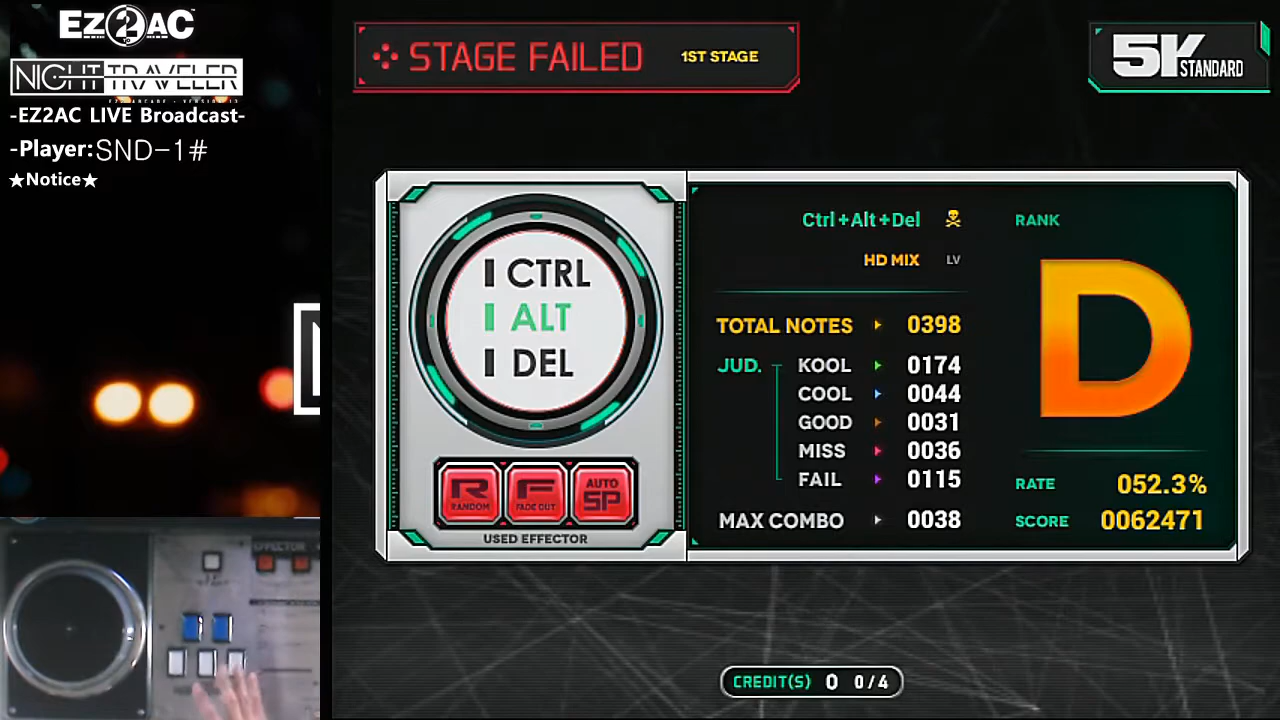 EZ2AC
NIGHT TRAVELER
-EZ2AC LIVE Broadcast-
-Player:SND-1#
★Notice★
STAGE FAILED 1ST STAGE
5K STANDARD
I CTRL
I ALT
I DEL
R RANDOM
F FADE OUT
AUTO SP
USED EFFECTOR
Ctrl+Alt+Del
HD MIX LV
TOTAL NOTES 0398
JUD. KOOL 0174
COOL 0044
GOOD 0031
MISS 0036
FAIL 0115
MAX COMBO 0038
RANK
D
RATE 052.3%
SCORE 0062471
CREDIT(S) 0 0/4